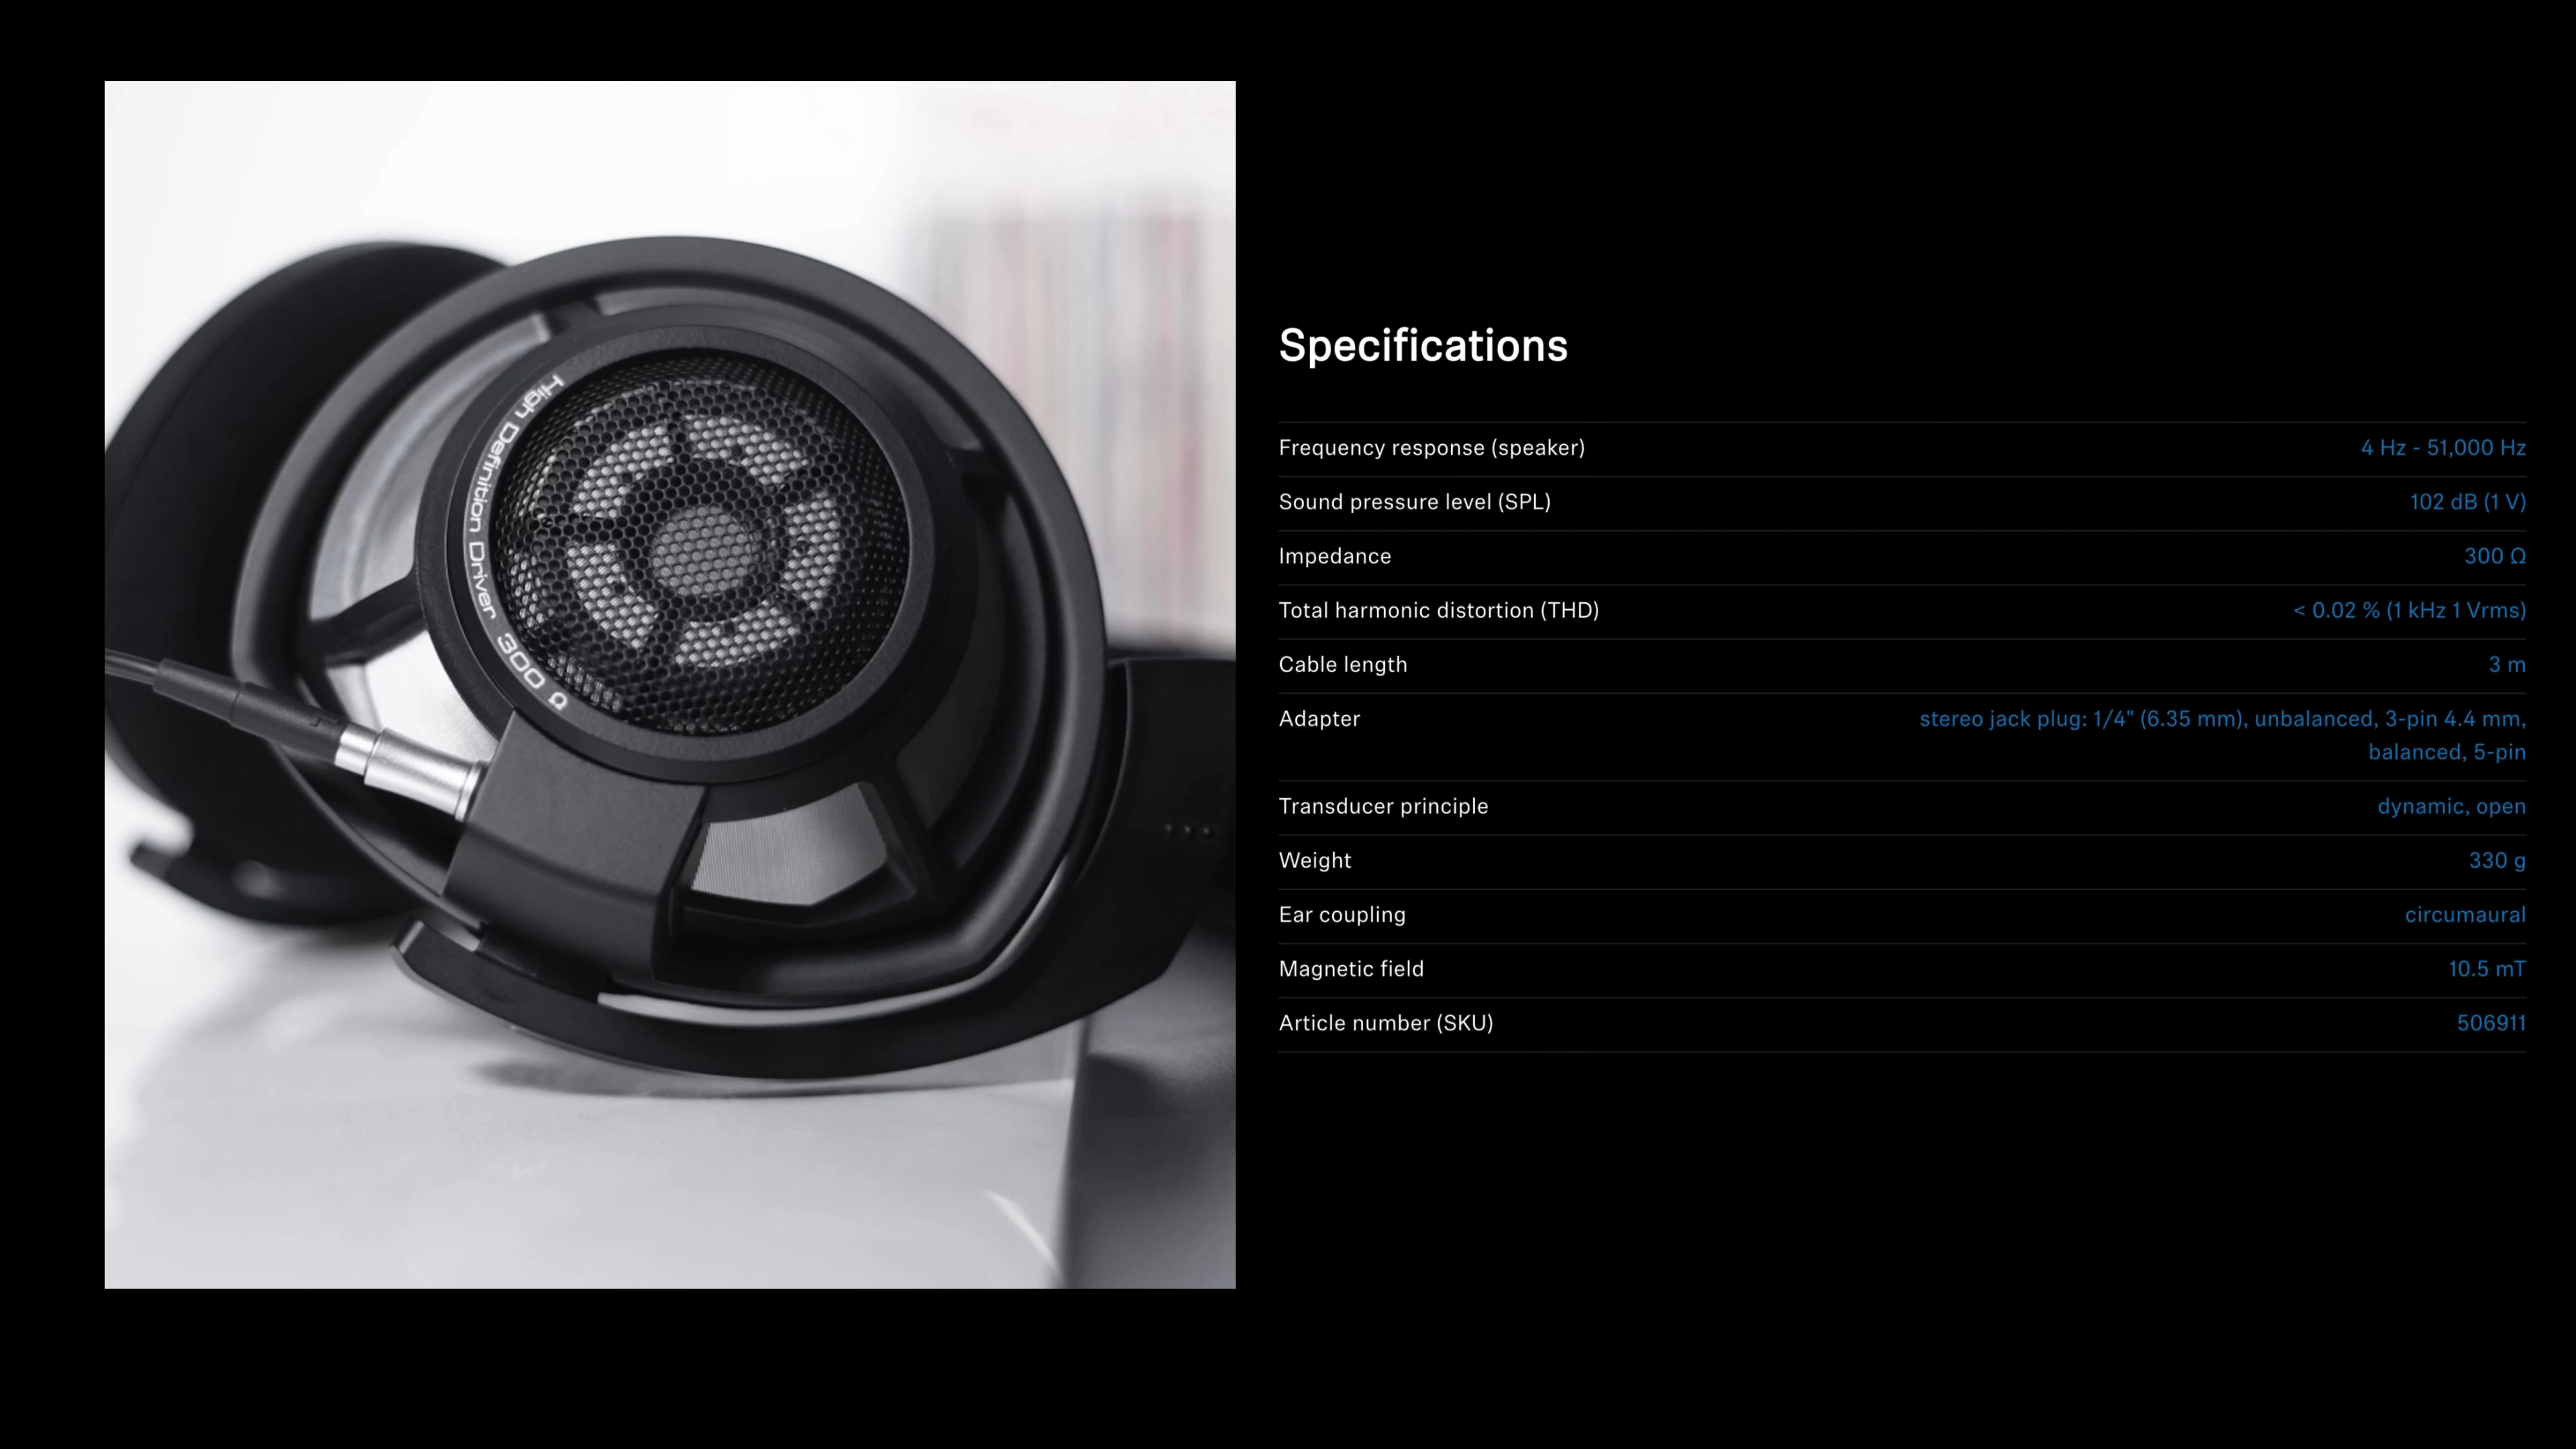 High Definition Driver 300 Ω
Specifications
Frequency response (speaker) 4 Hz - 51,000 Hz
Sound pressure level (SPL) 102 dB (1 V)
Impedance 300 Ω
Total harmonic distortion (THD) < 0.02 % (1 kHz 1 Vrms)
Cable length 3 m
Adapter stereo jack plug: 1/4" (6.35 mm), unbalanced, 3-pin 4.4 mm,
balanced, 5-pin
Transducer principle dynamic, open
Weight 330 g
Ear coupling circumaural
Magnetic field 10.5 mT
Article number (SKU) 506911